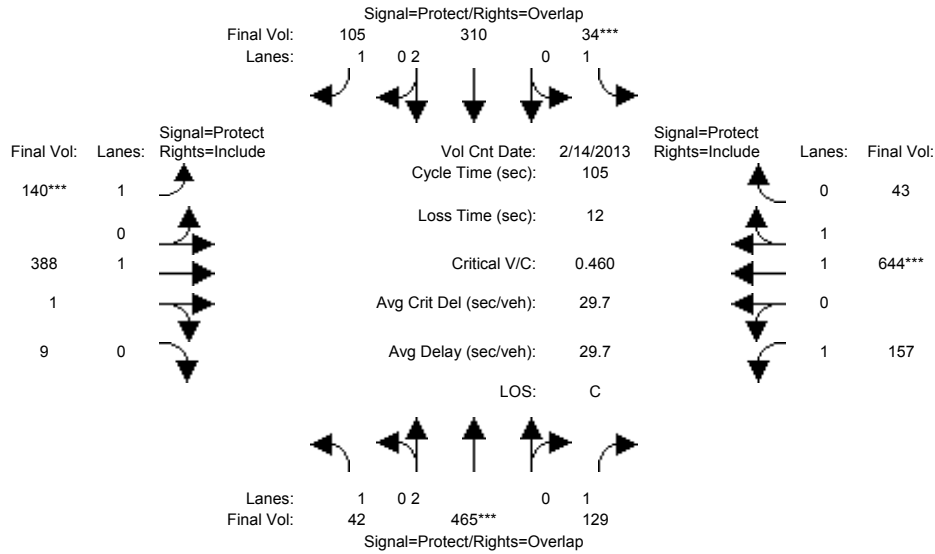 Signal=Protect/Rights=Overlap
Final Vol: 105 310 34***
Lanes: 1 0 2 0 1
Signal=Protect Signal=Protect
Final Vol: Lanes: Rights=Include Vol Cnt Date: 2/14/2013 Rights=Include Lanes: Final Vol:
Cycle Time (sec): 105
140*** 1 0 43
Loss Time (sec): 12
0 1
388 1 Critical V/C: 0.460 1 644***
1 Avg Crit Del (sec/veh): 29.7 0
9 0 Avg Delay (sec/veh): 29.7 1 157
LOS: C
Lanes: 1 0 2 0 1
Final Vol: 42 465*** 129
Signal=Protect/Rights=Overlap